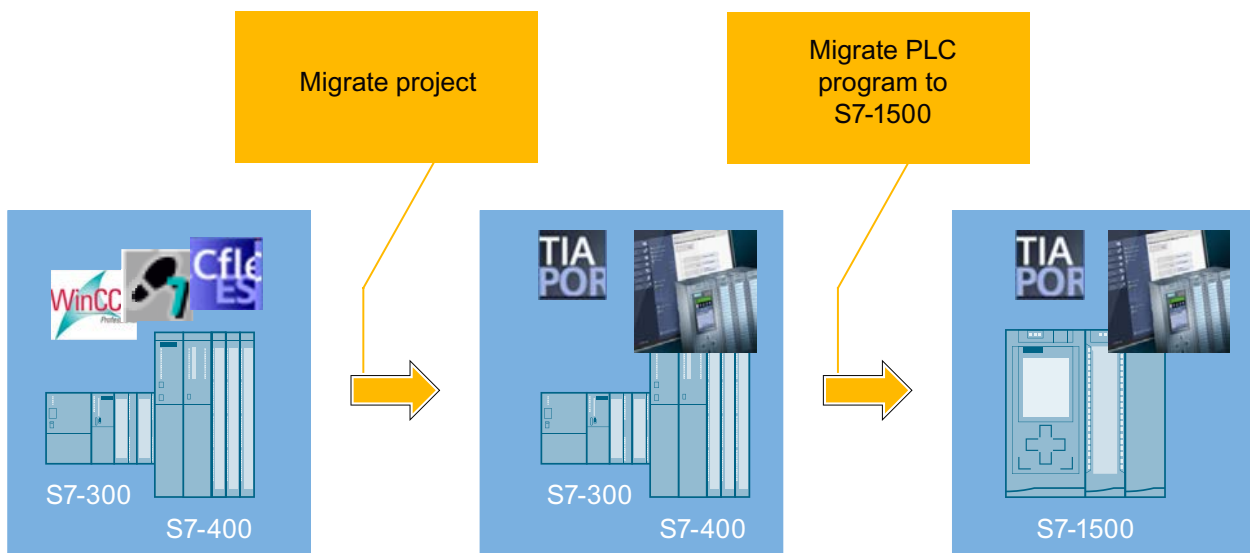 Migrate project
Migrate PLC
program to
S7-1500
WinCC
7
Cfle
ES
S7-300
S7-400
TIA
POR
S7-300
S7-400
TIA
POR
S7-1500